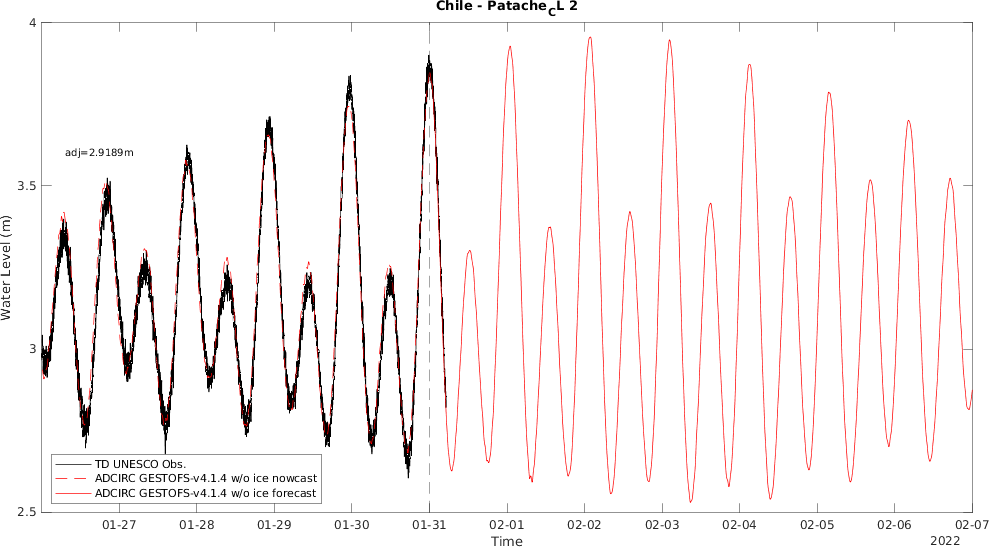 Chile - Patache_CL 2
4
3.5
3
2.5
Water Level (m)
adj=2.9189m
TD UNESCO Obs.
ADCIRC GESTOFS-v4.1.4 w/o ice nowcast
ADCIRC GESTOFS-v4.1.4 w/o ice forecast
01-27 01-28 01-29 01-30 01-31 02-01 02-02 02-03 02-04 02-05 02-06 02-07
Time
2022